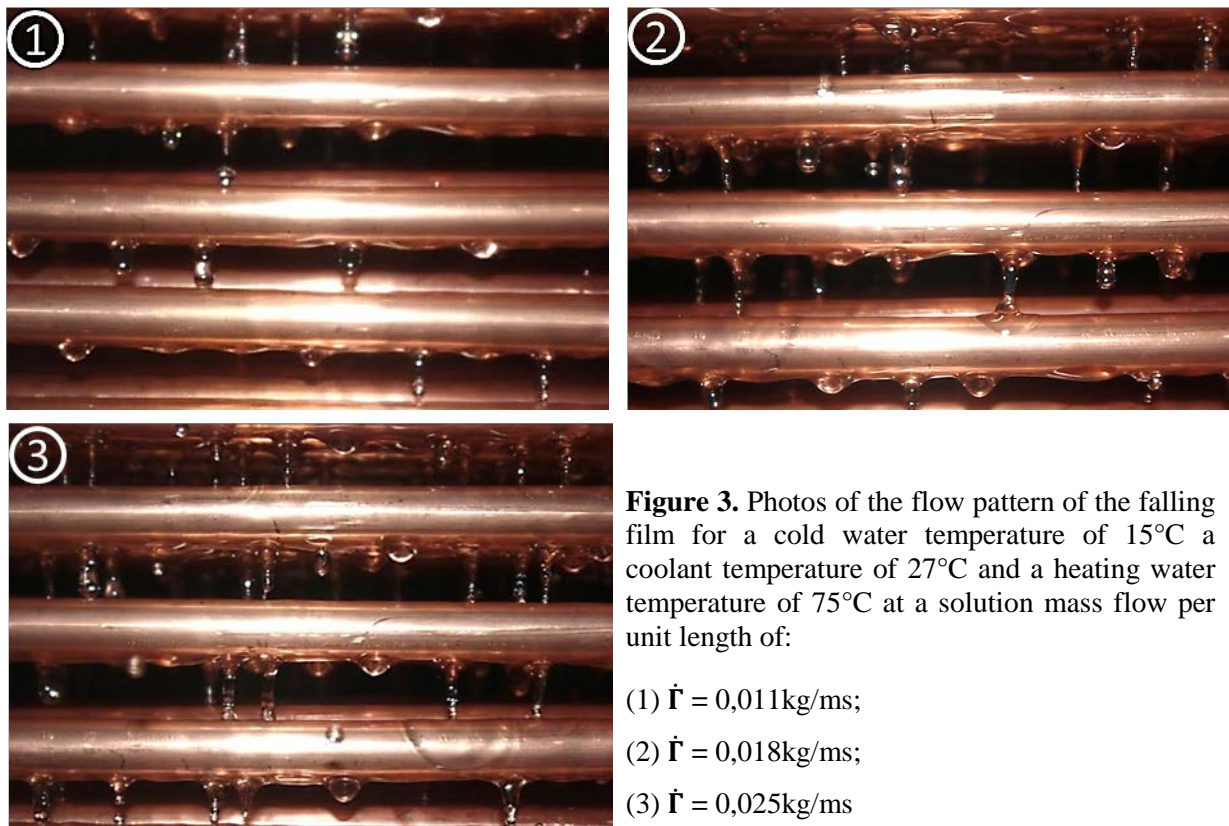 1
2
3
Figure 3. Photos of the flow pattern of the falling
film for a cold water temperature of 15°C a
coolant temperature of 27°C and a heating water
temperature of 75°C at a solution mass flow per
unit length of:
(1) Γ̇ = 0,011kg/ms;
(2) Γ̇ = 0,018kg/ms;
(3) Γ̇ = 0,025kg/ms